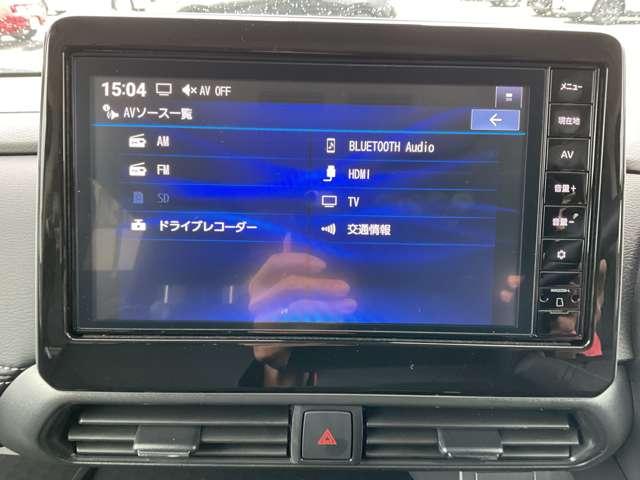 15:04 AV OFF
AVソース一覧
AM
FM
SD
ドライブレコーダー
BLUETOOTH Audio
HDMI
TV
交通情報
メニュー
現在地
AV
音量+
音量-